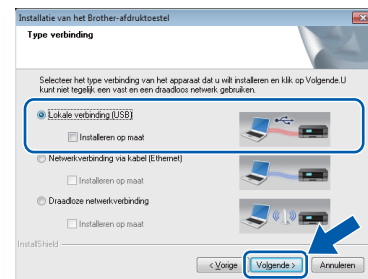 Installatie van het Brother-afdruktoestel
Type verbinding
Selecteer het type verbinding van het apparaat dat u wilt installeren en klik op Volgende.U
kunt niet tegelijk een vast en een draadloos netwerk gebruiken.
Lokale verbinding (USB)
Installeren op maat
Netwerkverbinding via kabel (Ethernet)
Installeren op maat
Draadloze netwerkverbinding
Installeren op maat
InstallShield
< Vorige
Volgende >
Annuleren